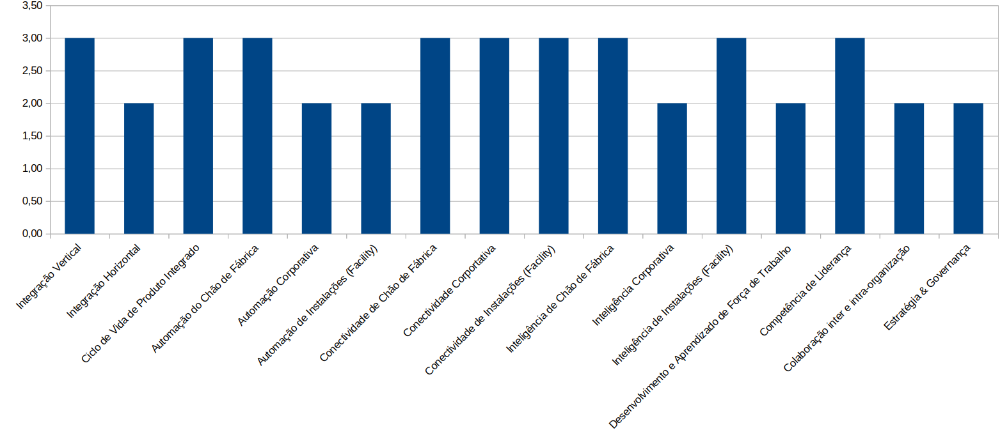 3,50
3,00
2,50
2,00
1,50
1,00
0,50
0,00
Integração Vertical
Integração Horizontal
Ciclo de Vida de Produto Integrado
Automação do Chão de Fábrica
Automação Corporativa
Automação de Instalações (Facility)
Conectividade de Chão de Fábrica
Conectividade Corportativa
Conectividade de Instalações (Facility)
Inteligência de Chão de Fábrica
Inteligência Corporativa
Inteligência de Instalações (Facility)
Desenvolvimento e Aprendizado de Força de Trabalho
Competência de Liderança
Colaboração inter e intra-organização
Estratégia & Governança